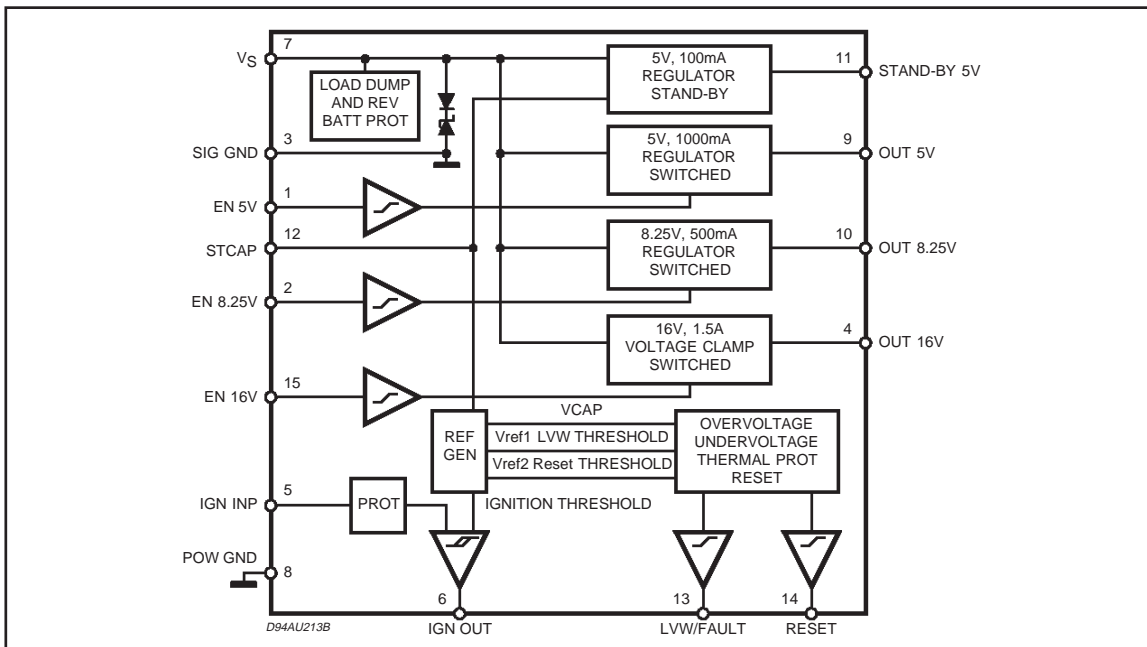 7
VS
5V, 100mA
REGULATOR
STAND-BY
11
STAND-BY 5V
LOAD DUMP
AND REV
BATT PROT
3
SIG GND
5V, 1000mA
REGULATOR
SWITCHED
9
OUT 5V
1
EN 5V
12
STCAP
8.25V, 500mA
REGULATOR
SWITCHED
10
OUT 8.25V
2
EN 8.25V
16V, 1.5A
VOLTAGE CLAMP
SWITCHED
4
OUT 16V
15
EN 16V
REF
GEN
VCAP
Vref1 LVW THRESHOLD
Vref2 Reset THRESHOLD
OVERVOLTAGE
UNDERVOLTAGE
THERMAL PROT
RESET
5
IGN INP
PROT
IGNITION THRESHOLD
POW GND
8
6
13
14
D94AU213B
IGN OUT
LVW/FAULT
RESET